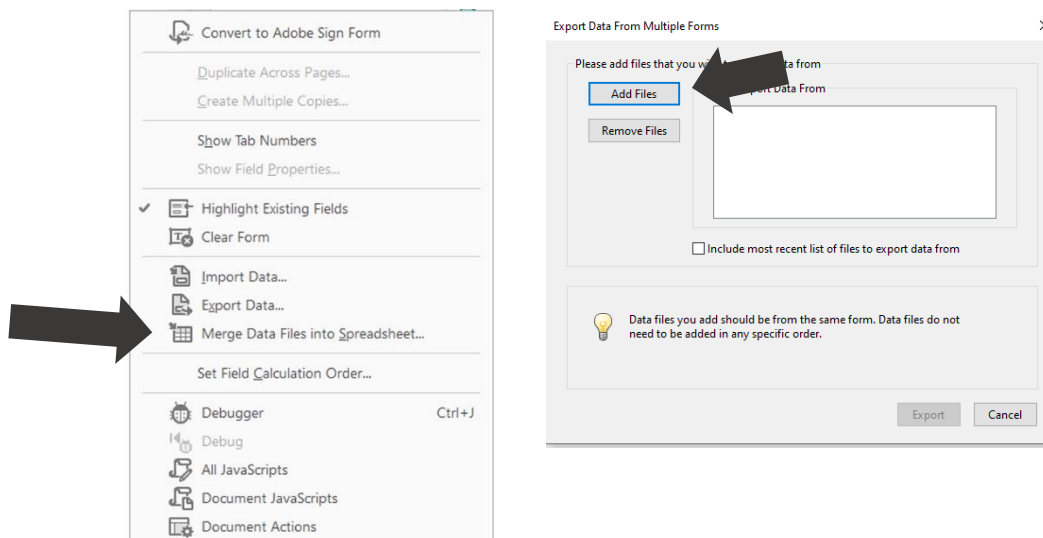 Convert to Adobe Sign Form
Duplicate Across Pages...
Create Multiple Copies...
Show Tab Numbers
Show Field Properties...
Highlight Existing Fields
Clear Form
Import Data...
Export Data...
Merge Data Files into Spreadsheet...
Set Field Calculation Order...
Debugger Ctrl+J
Debug
All JavaScripts
Document JavaScripts
Document Actions
Export Data From Multiple Forms
Please add files that you ta from
Add Files
Data From
Remove Files
Include most recent list of files to export data from
Data files you add should be from the same form. Data files do not
need to be added in any specific order.
Export Cancel